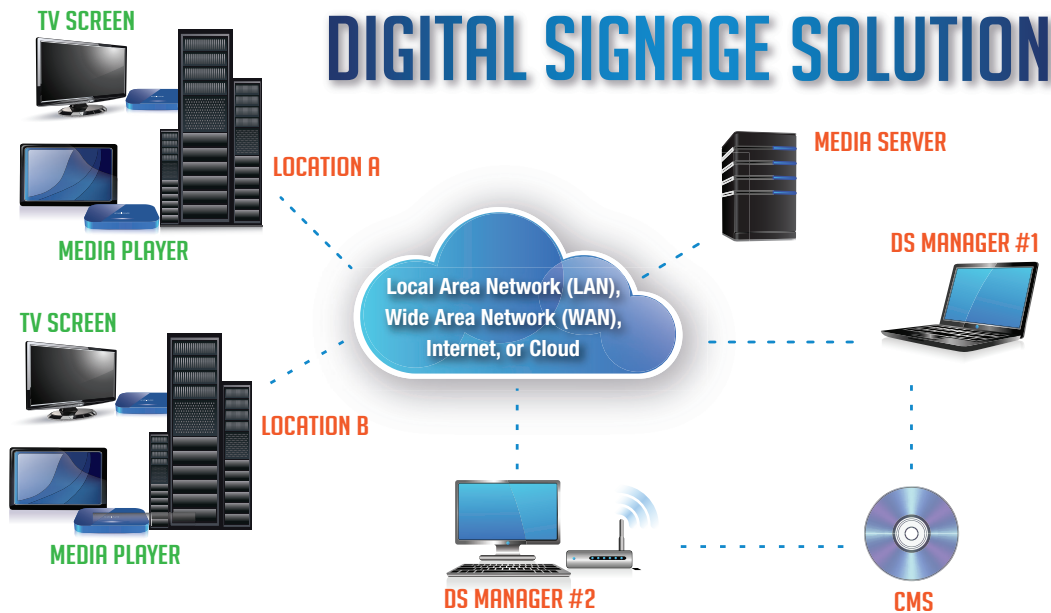 DIGITAL SIGNAGE SOLUTION
TV SCREEN
LOCATION A
MEDIA PLAYER
MEDIA SERVER
DS MANAGER #1
Local Area Network (LAN),
Wide Area Network (WAN),
Internet, or Cloud
TV SCREEN
LOCATION B
MEDIA PLAYER
DS MANAGER #2
CMS